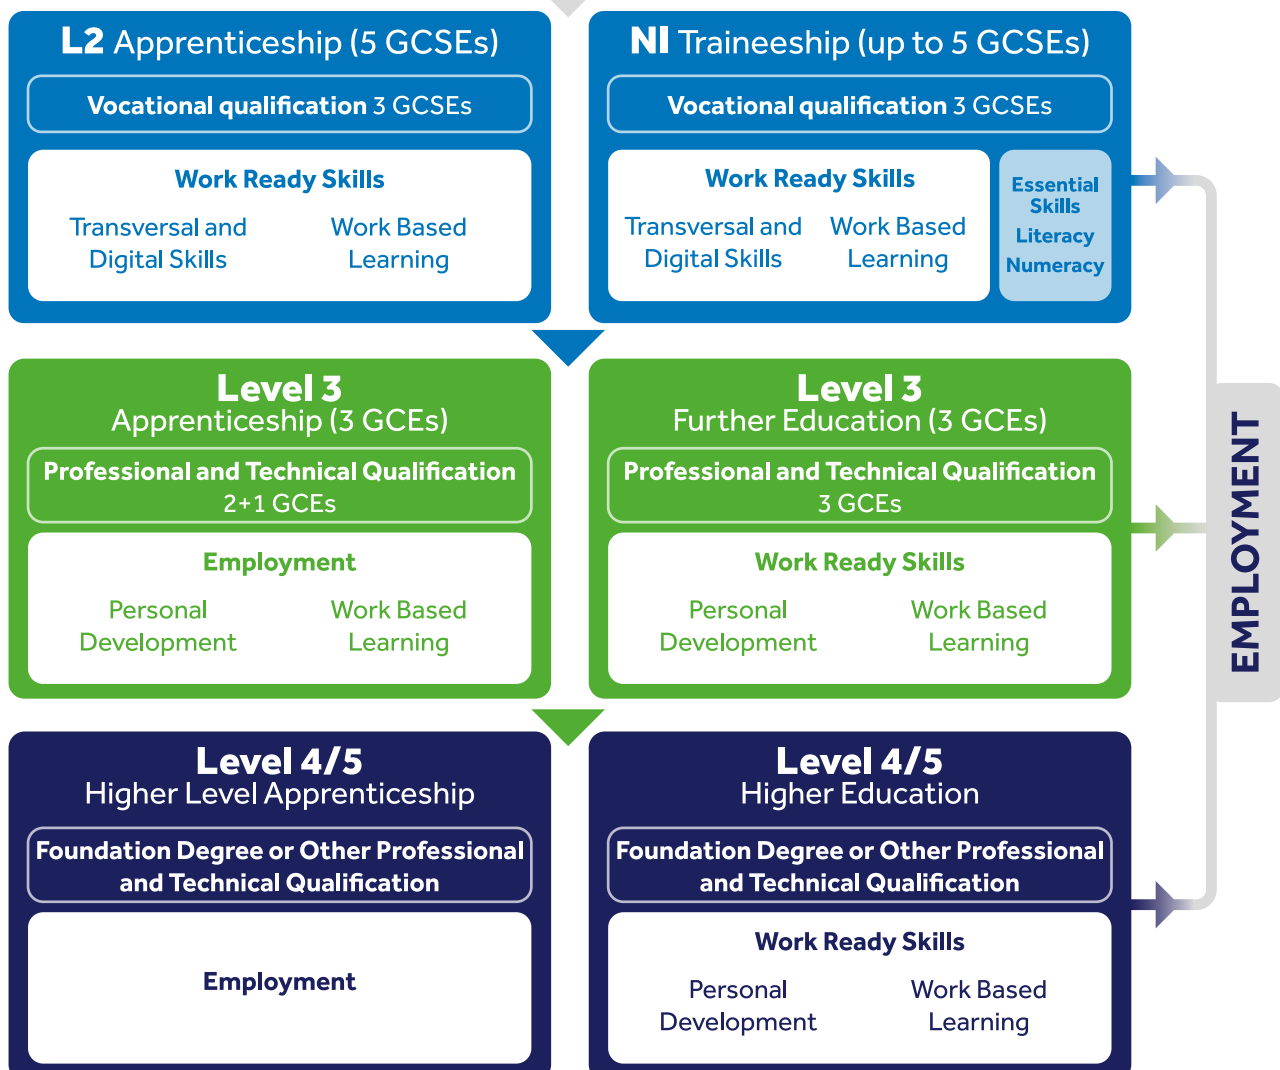 L2 Apprenticeship (5 GCSEs)
Vocational qualification 3 GCSEs
Work Ready Skills
Transversal and
Digital Skills
Work Based
Learning
NI Traineeship (up to 5 GCSEs)
Vocational qualification 3 GCSEs
Work Ready Skills
Transversal and
Digital Skills
Work Based
Learning
Essential
Skills
Literacy
Numeracy
Level 3
Apprenticeship (3 GCEs)
Professional and Technical Qualification
2+1 GCEs
Employment
Personal
Development
Work Based
Learning
Level 3
Further Education (3 GCEs)
Professional and Technical Qualification
3 GCEs
Work Ready Skills
Personal
Development
Work Based
Learning
Level 4/5
Higher Level Apprenticeship
Foundation Degree or Other Professional
and Technical Qualification
Employment
Level 4/5
Higher Education
Foundation Degree or Other Professional
and Technical Qualification
Work Ready Skills
Personal
Development
Work Based
Learning
EMPLOYMENT